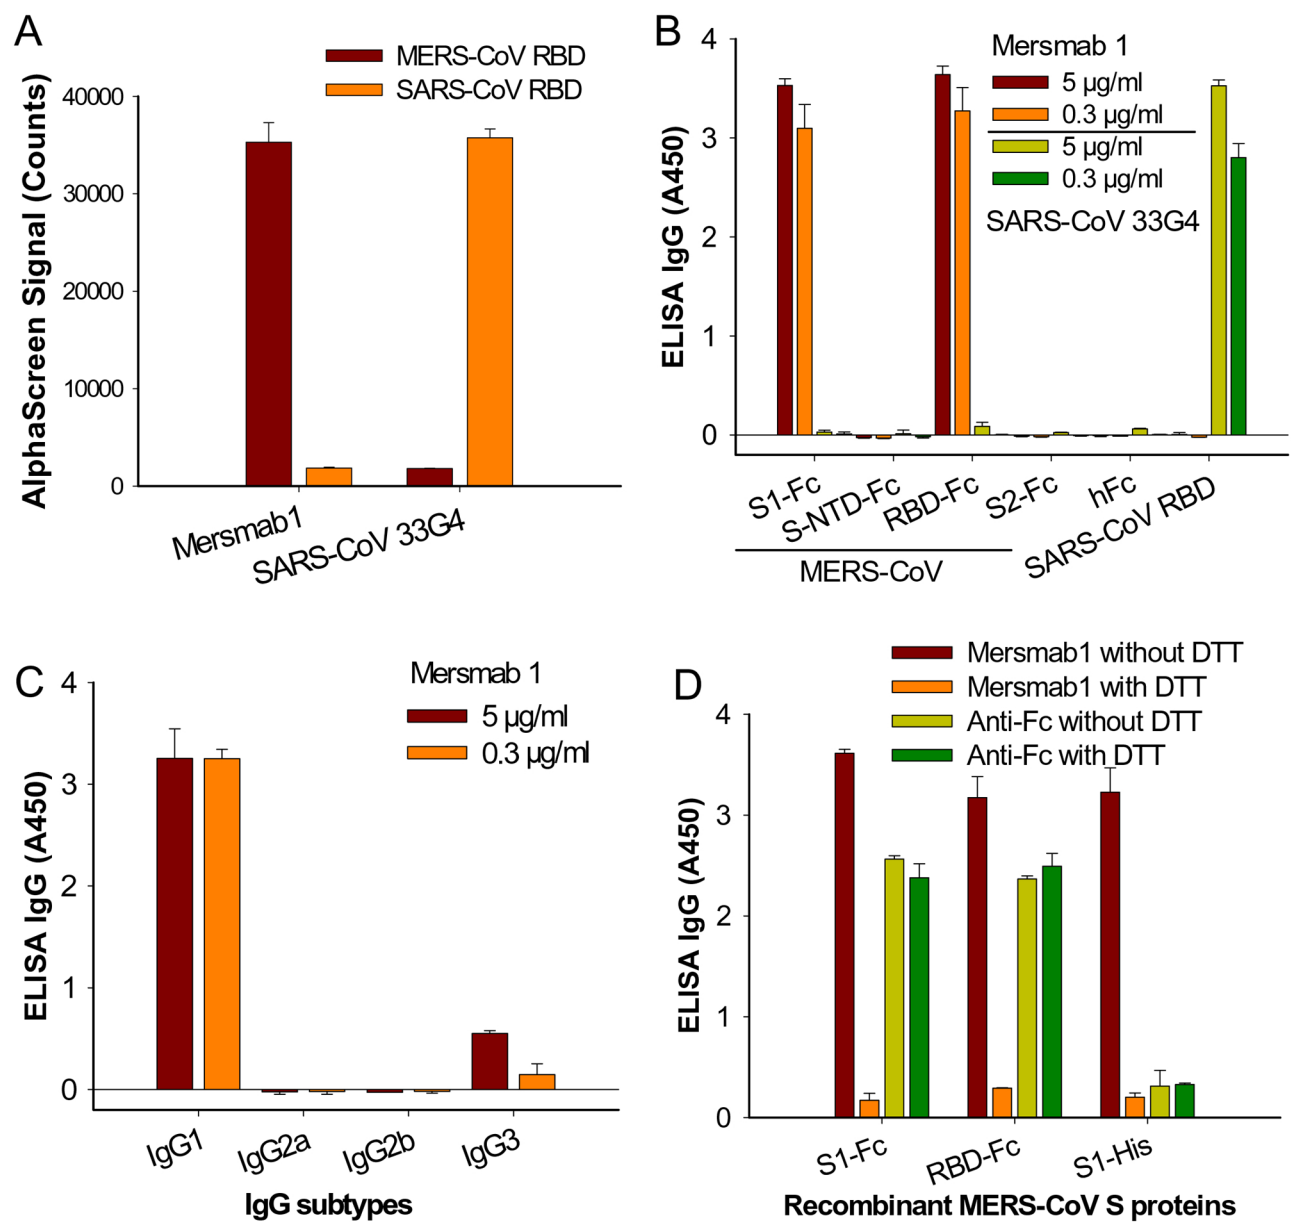 A
MERS-CoV RBD
SARS-CoV RBD
AlphaScreen Signal (Counts)
40000
30000
20000
10000
0
Mersmab1
SARS-CoV 33G4
B
Mersmab 1
5 µg/ml
0.3 µg/ml
5 µg/ml
0.3 µg/ml
SARS-CoV 33G4
ELISA IgG (A450)
4
3
2
1
0
S1-Fc
S-NTD-Fc
RBD-Fc
S2-Fc
hFc
SARS-CoV RBD
MERS-CoV
C
Mersmab 1
5 µg/ml
0.3 µg/ml
ELISA IgG (A450)
4
3
2
1
0
IgG1
IgG2a
IgG2b
IgG3
IgG subtypes
D
Mersmab1 without DTT
Mersmab1 with DTT
Anti-Fc without DTT
Anti-Fc with DTT
ELISA IgG (A450)
4
3
2
1
0
S1-Fc
RBD-Fc
S1-His
Recombinant MERS-CoV S proteins